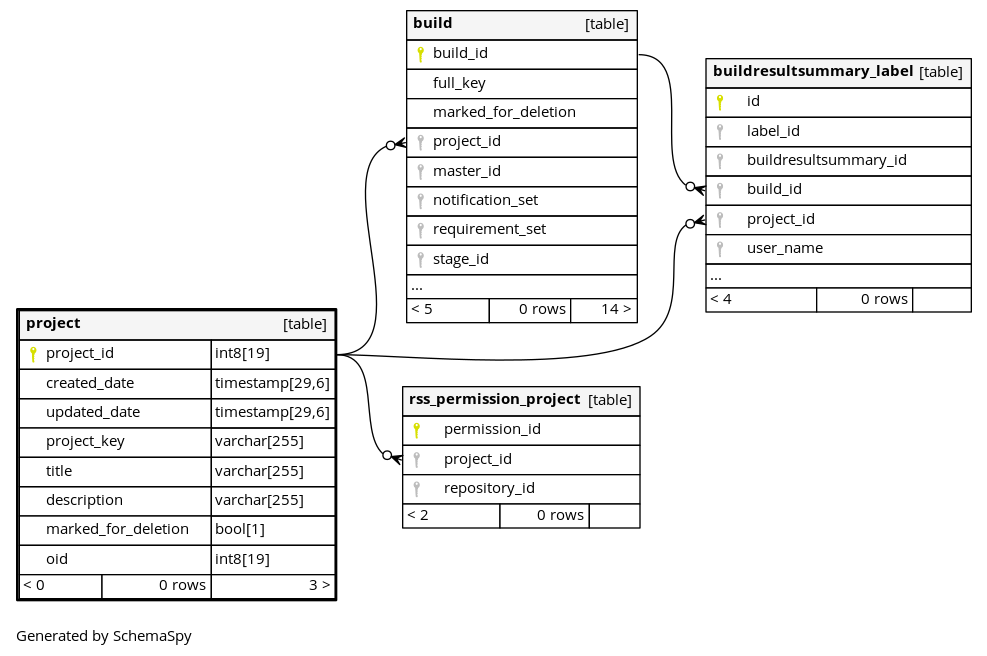 build [table]
build_id
full_key
marked_for_deletion
project_id
master_id
notification_set
requirement_set
stage_id
...
< 5 0 rows 14 >
buildresultsummary_label [table]
id
label_id
buildresultsummary_id
build_id
project_id
user_name
...
< 4 0 rows
project [table]
project_id int8[19]
created_date timestamp[29,6]
updated_date timestamp[29,6]
project_key varchar[255]
title varchar[255]
description varchar[255]
marked_for_deletion bool[1]
oid int8[19]
< 0 0 rows 3 >
rss_permission_project [table]
permission_id
project_id
repository_id
< 2 0 rows
Generated by SchemaSpy